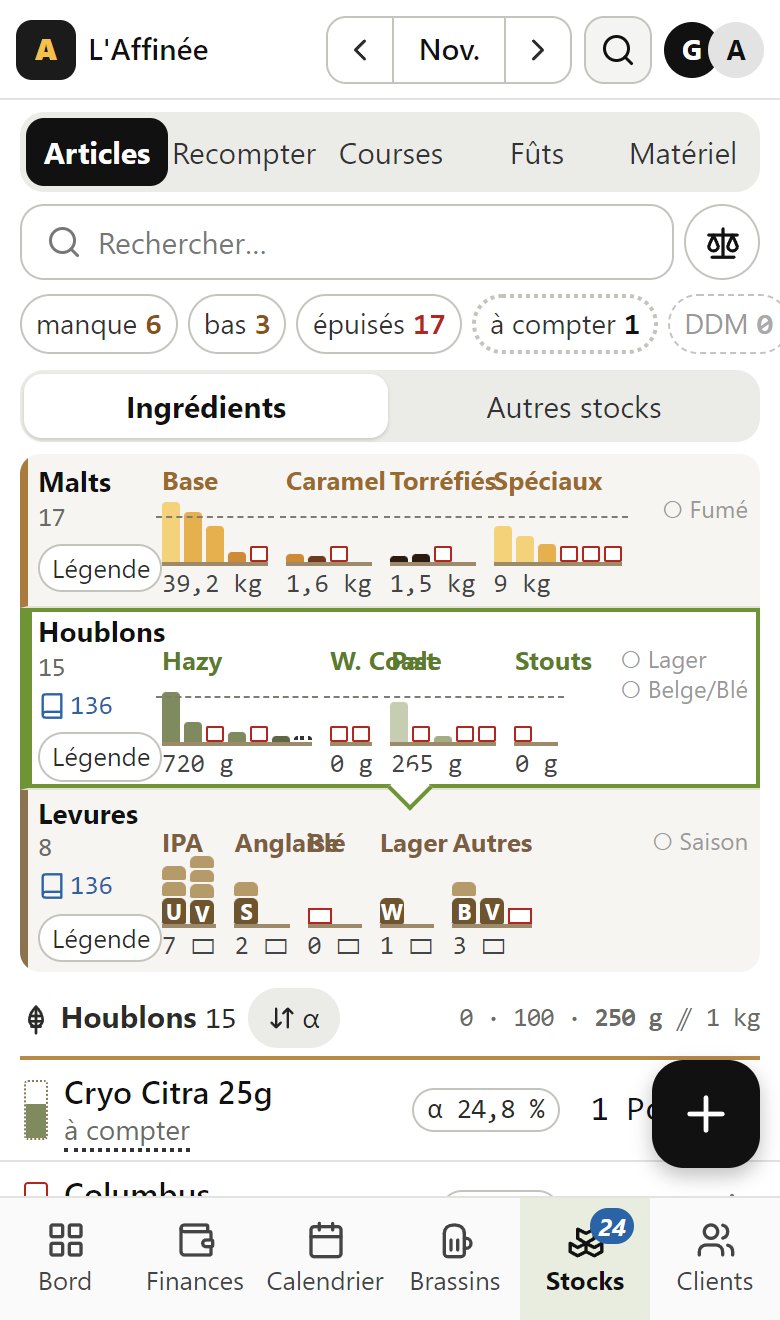 A L'Affinée Nov. G A
Articles Recompter Courses Fûts Matériel
Rechercher...
manque 6 bas 3 épuisés 17 à compter 1 DDM 0
Ingrédients Autres stocks
Malts Base Caramel Torréfiés Spéciaux
17 Fumé
Légende 39,2 kg 1,6 kg 1,5 kg 9 kg
Houblons
15 Hazy W. Coast Pale Stouts Lager
Belge/Blé
136
Légende 720 g 0 g 265 g 0 g
Levures
8 IPA Anglaise Blé Lager Autres Saison
136 U V S W B V
Légende 7 2 0 1 3
Houblons 15 α 0 · 100 · 250 g // 1 kg
Cryo Citra 25g α 24,8 % 1
à compter
Columbus
24
Bord Finances Calendrier Brassins Stocks Clients